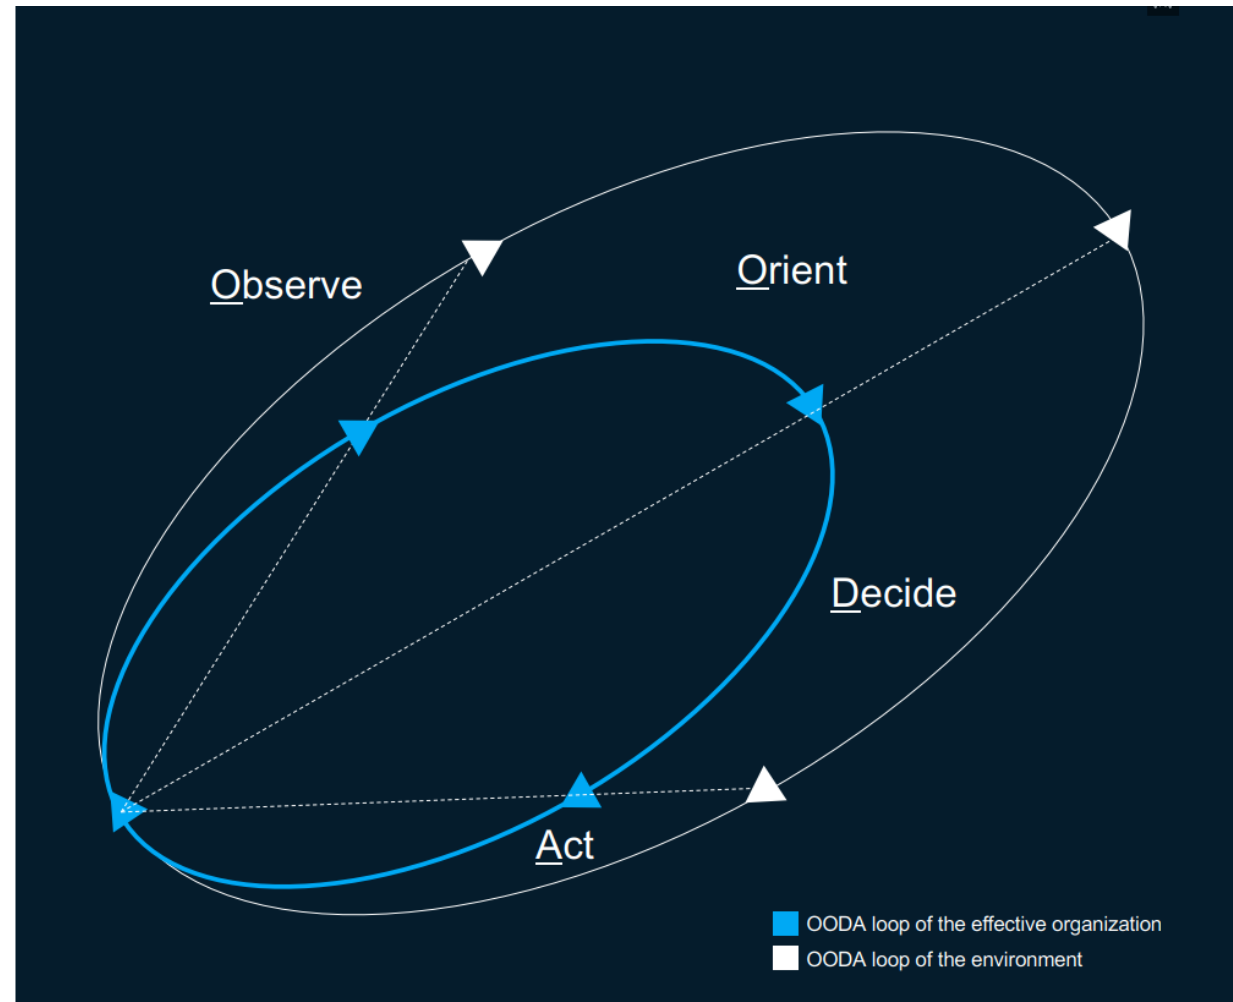 Observe
Orient
Decide
Act
OODA loop of the effective organization
OODA loop of the environment